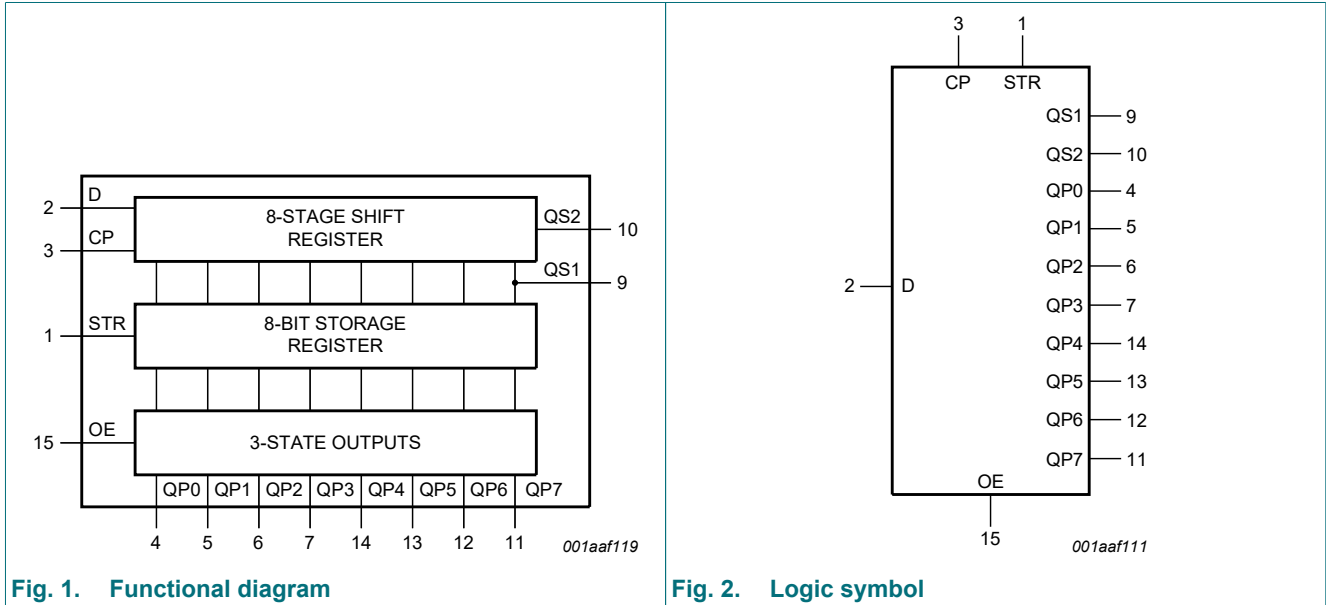 D
2
8-STAGE SHIFT
REGISTER
QS2
10
CP
3
QS1
9
STR
1
8-BIT STORAGE
REGISTER
OE
15
3-STATE OUTPUTS
QP0 QP1 QP2 QP3 QP4 QP5 QP6 QP7
4 5 6 7 14 13 12 11
001aaf119
Fig. 1. Functional diagram
3 1
CP STR
QS1 9
QS2 10
QP0 4
QP1 5
QP2 6
2 D
QP3 7
QP4 14
QP5 13
QP6 12
QP7 11
OE
15
001aaf111
Fig. 2. Logic symbol